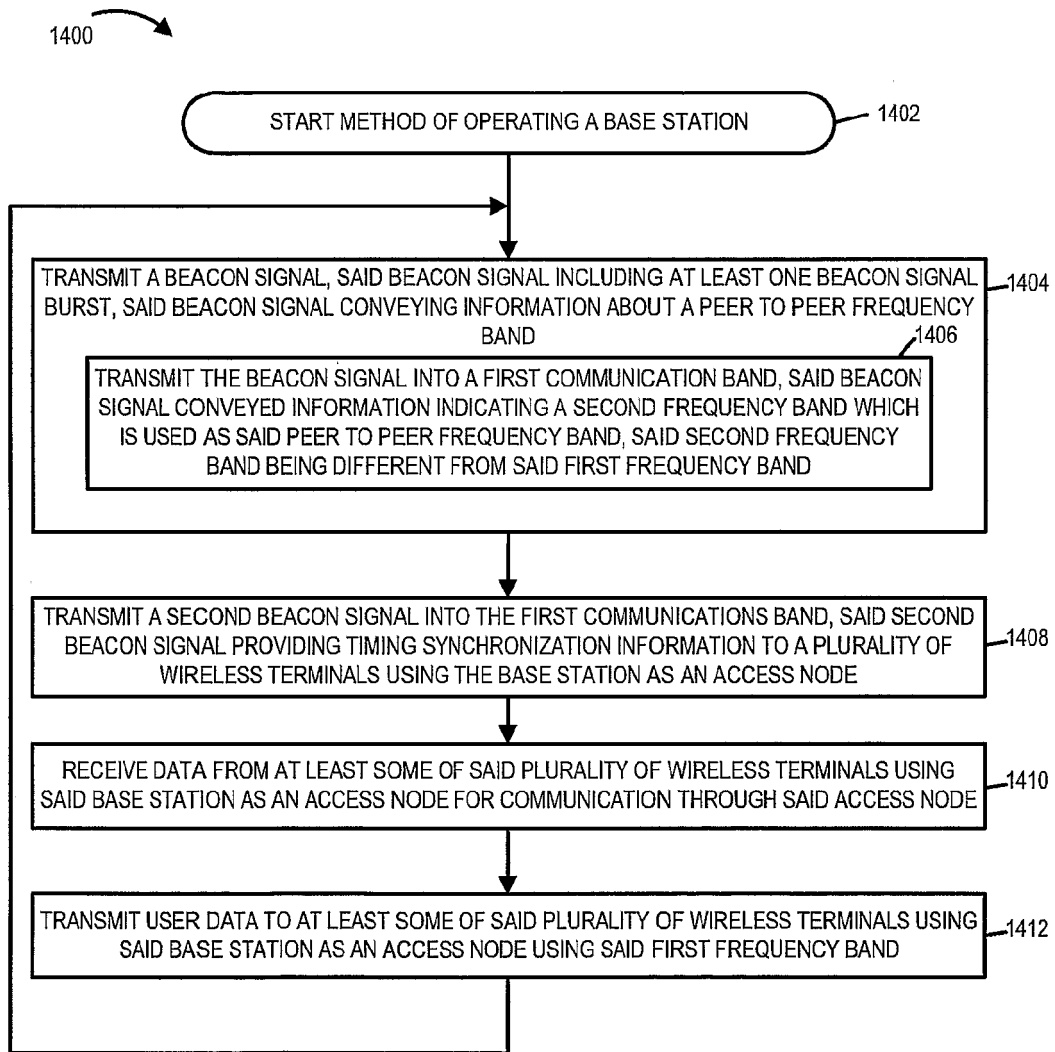 1400
START METHOD OF OPERATING A BASE STATION
1402
TRANSMIT A BEACON SIGNAL, SAID BEACON SIGNAL INCLUDING AT LEAST ONE BEACON SIGNAL
BURST, SAID BEACON SIGNAL CONVEYING INFORMATION ABOUT A PEER TO PEER FREQUENCY
BAND
1404
1406
TRANSMIT THE BEACON SIGNAL INTO A FIRST COMMUNICATION BAND, SAID BEACON
SIGNAL CONVEYED INFORMATION INDICATING A SECOND FREQUENCY BAND WHICH
IS USED AS SAID PEER TO PEER FREQUENCY BAND, SAID SECOND FREQUENCY
BAND BEING DIFFERENT FROM SAID FIRST FREQUENCY BAND
TRANSMIT A SECOND BEACON SIGNAL INTO THE FIRST COMMUNICATIONS BAND, SAID SECOND
BEACON SIGNAL PROVIDING TIMING SYNCHRONIZATION INFORMATION TO A PLURALITY OF
WIRELESS TERMINALS USING THE BASE STATION AS AN ACCESS NODE
1408
RECEIVE DATA FROM AT LEAST SOME OF SAID PLURALITY OF WIRELESS TERMINALS USING
SAID BASE STATION AS AN ACCESS NODE FOR COMMUNICATION THROUGH SAID ACCESS NODE
1410
TRANSMIT USER DATA TO AT LEAST SOME OF SAID PLURALITY OF WIRELESS TERMINALS USING
SAID BASE STATION AS AN ACCESS NODE USING SAID FIRST FREQUENCY BAND
1412